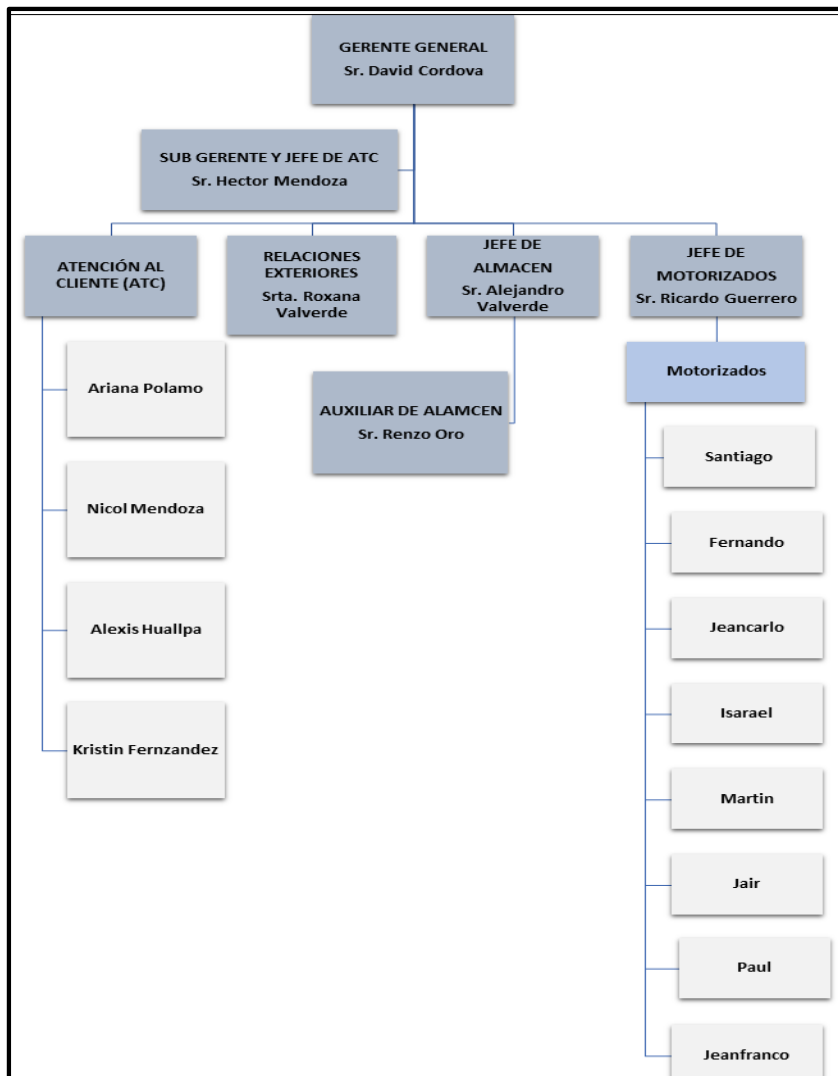 GERENTE GENERAL
Sr. David Cordova
SUB GERENTE Y JEFE DE ATC
Sr. Hector Mendoza
ATENCIÓN AL
CLIENTE (ATC)
RELACIONES
EXTERIORES
Srta. Roxana
Valverde
JEFE DE
ALMACEN
Sr. Alejandro
Valverde
JEFE DE
MOTORIZADOS
Sr. Ricardo Guerrero
Ariana Polamo
Nicol Mendoza
Alexis Huallpa
Kristin Fernzandez
AUXILIAR DE ALAMCEN
Sr. Renzo Oro
Motorizados
Santiago
Fernando
Jeancarlo
Isarael
Martin
Jair
Paul
Jeanfranco